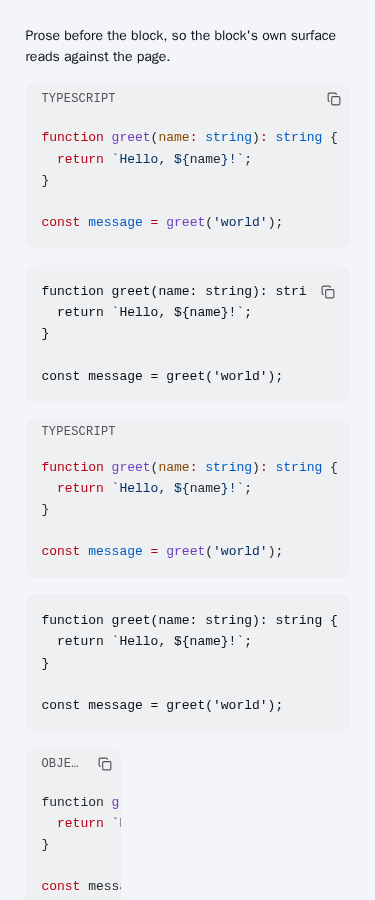 Prose before the block, so the block's own surface
reads against the page.
TYPESCRIPT
function greet(name: string): string {
  return `Hello, ${name}!`;
}
const message = greet('world');
function greet(name: string): stri
  return `Hello, ${name}!`;
}
const message = greet('world');
TYPESCRIPT
function greet(name: string): string {
  return `Hello, ${name}!`;
}
const message = greet('world');
function greet(name: string): string {
  return `Hello, ${name}!`;
}
const message = greet('world');
OBJE…
function g
  return `
}
const mess